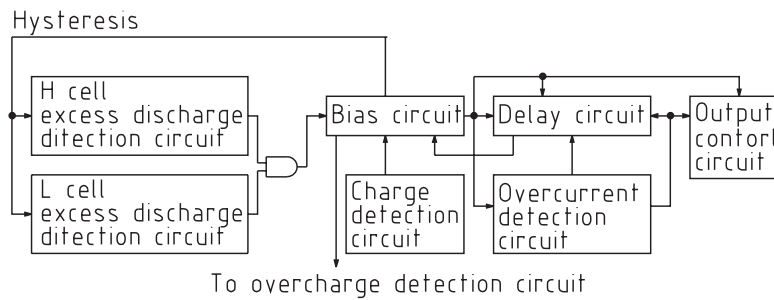 Hysteresis
H cell
excess discharge
ditection circuit
L cell
excess discharge
ditection circuit
Bias circuit
Charge
detection
circuit
Delay circuit
Overcurrent
detection
circuit
Output
contorl
circuit
To overcharge detection circuit